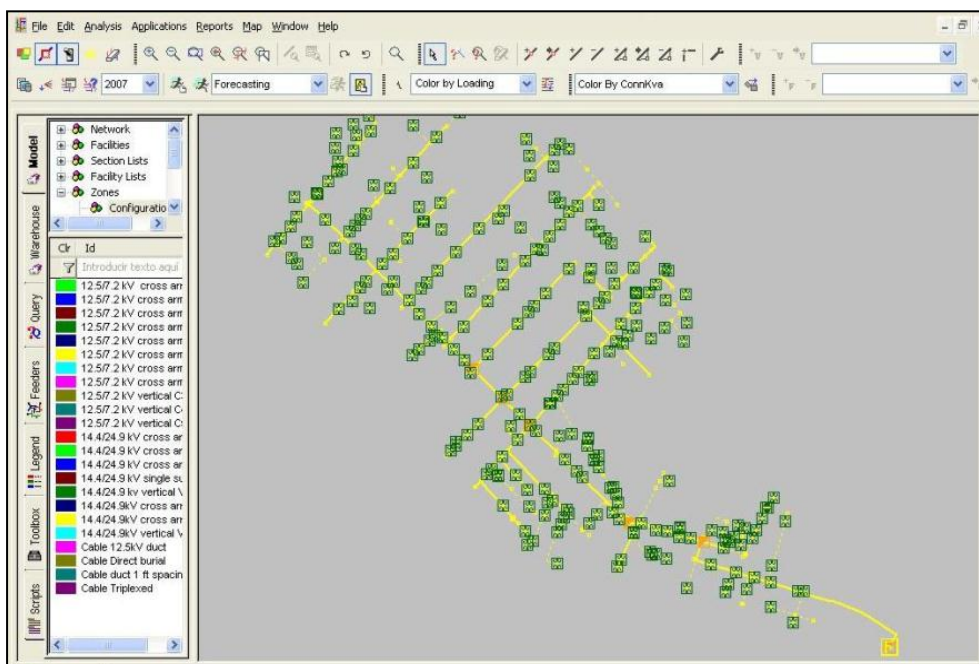 File Edit Analysis Applications Reports Map Window Help
2007 Forecasting Color by Loading Color By ConnKva
Model
Warehouse
Query
Feeders
Legend
Toolbox
Scripts
Network
Facilities
Section Lists
Facility Lists
Zones
Configuratio
Clr Id
Introducir texto aquí
12.5/7.2 kV cross arr
12.5/7.2 kV cross arr
12.5/7.2 kV cross arm
12.5/7.2 kV cross arm
12.5/7.2 kV cross arm
12.5/7.2 kV cross arm
12.5/7.2 kV cross arm
12.5/7.2 kV cross arm
12.5/7.2 kV vertical C
12.5/7.2 kV vertical C
12.5/7.2 kV vertical C
14.4/24.9 kV cross ar
14.4/24.9 kV cross ar
14.4/24.9 kV cross ar
14.4/24.9 kV single su
14.4/24.9 kv vertical V
14.4/24.9kV cross arr
14.4/24.9kV cross arr
14.4/24.9kV vertical V
Cable 12.5kV duct
Cable Direct burial
Cable duct 1 ft spacin
Cable Triplexed